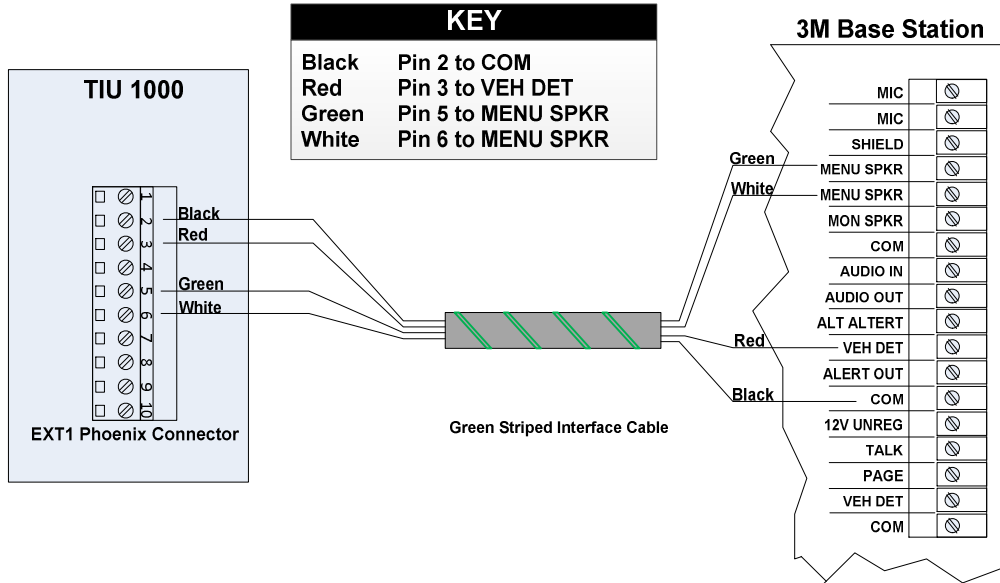 KEY
Black Pin 2 to COM
Red Pin 3 to VEH DET
Green Pin 5 to MENU SPKR
White Pin 6 to MENU SPKR
TIU 1000
1
2
3
4
5
6
7
8
9
10
Black
Red
Green
White
EXT1 Phoenix Connector
Green Striped Interface Cable
Green
White
Red
Black
3M Base Station
MIC
MIC
SHIELD
MENU SPKR
MENU SPKR
MON SPKR
COM
AUDIO IN
AUDIO OUT
ALT ALTERT
VEH DET
ALERT OUT
COM
12V UNREG
TALK
PAGE
VEH DET
COM